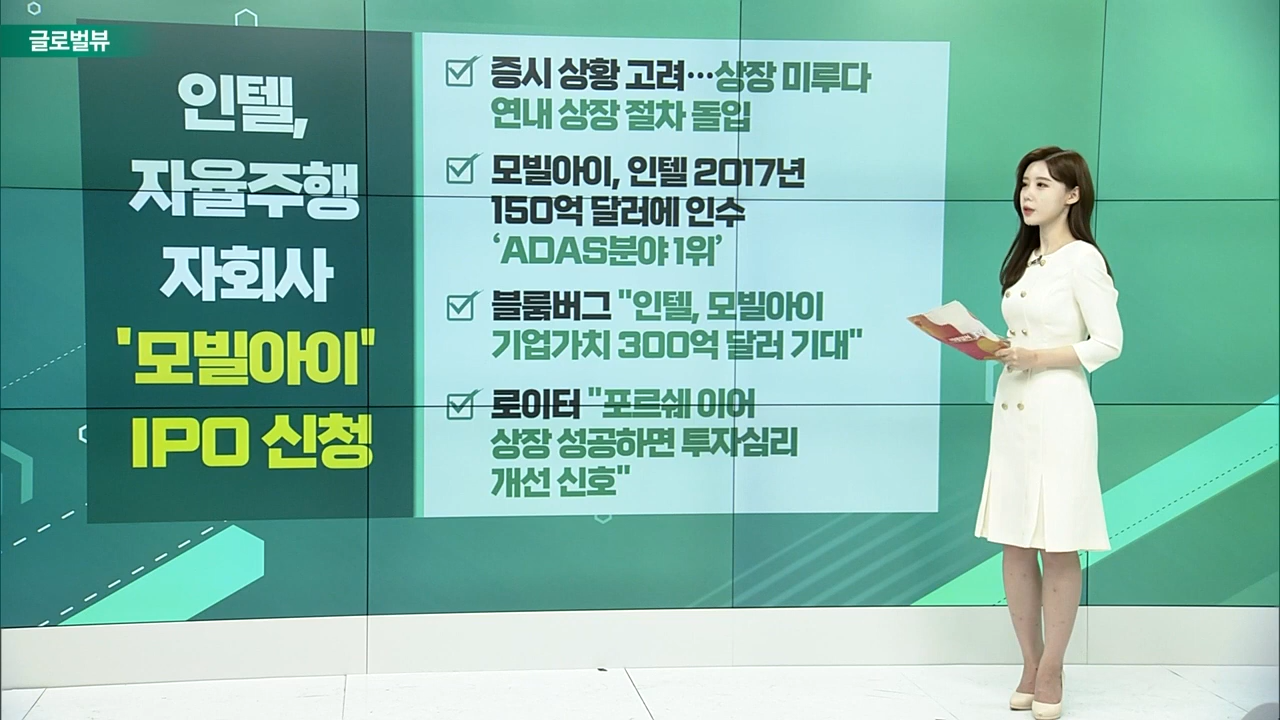 글로벌뷰
인텔,
자율주행
자회사
'모빌아이'
IPO 신청
증시 상황 고려…상장 미루다
연내 상장 절차 돌입
모빌아이, 인텔 2017년
150억 달러에 인수
'ADAS분야 1위'
블룸버그 "인텔, 모빌아이
기업가치 300억 달러 기대"
로이터 "포르쉐 이어
상장 성공하면 투자심리
개선 신호"